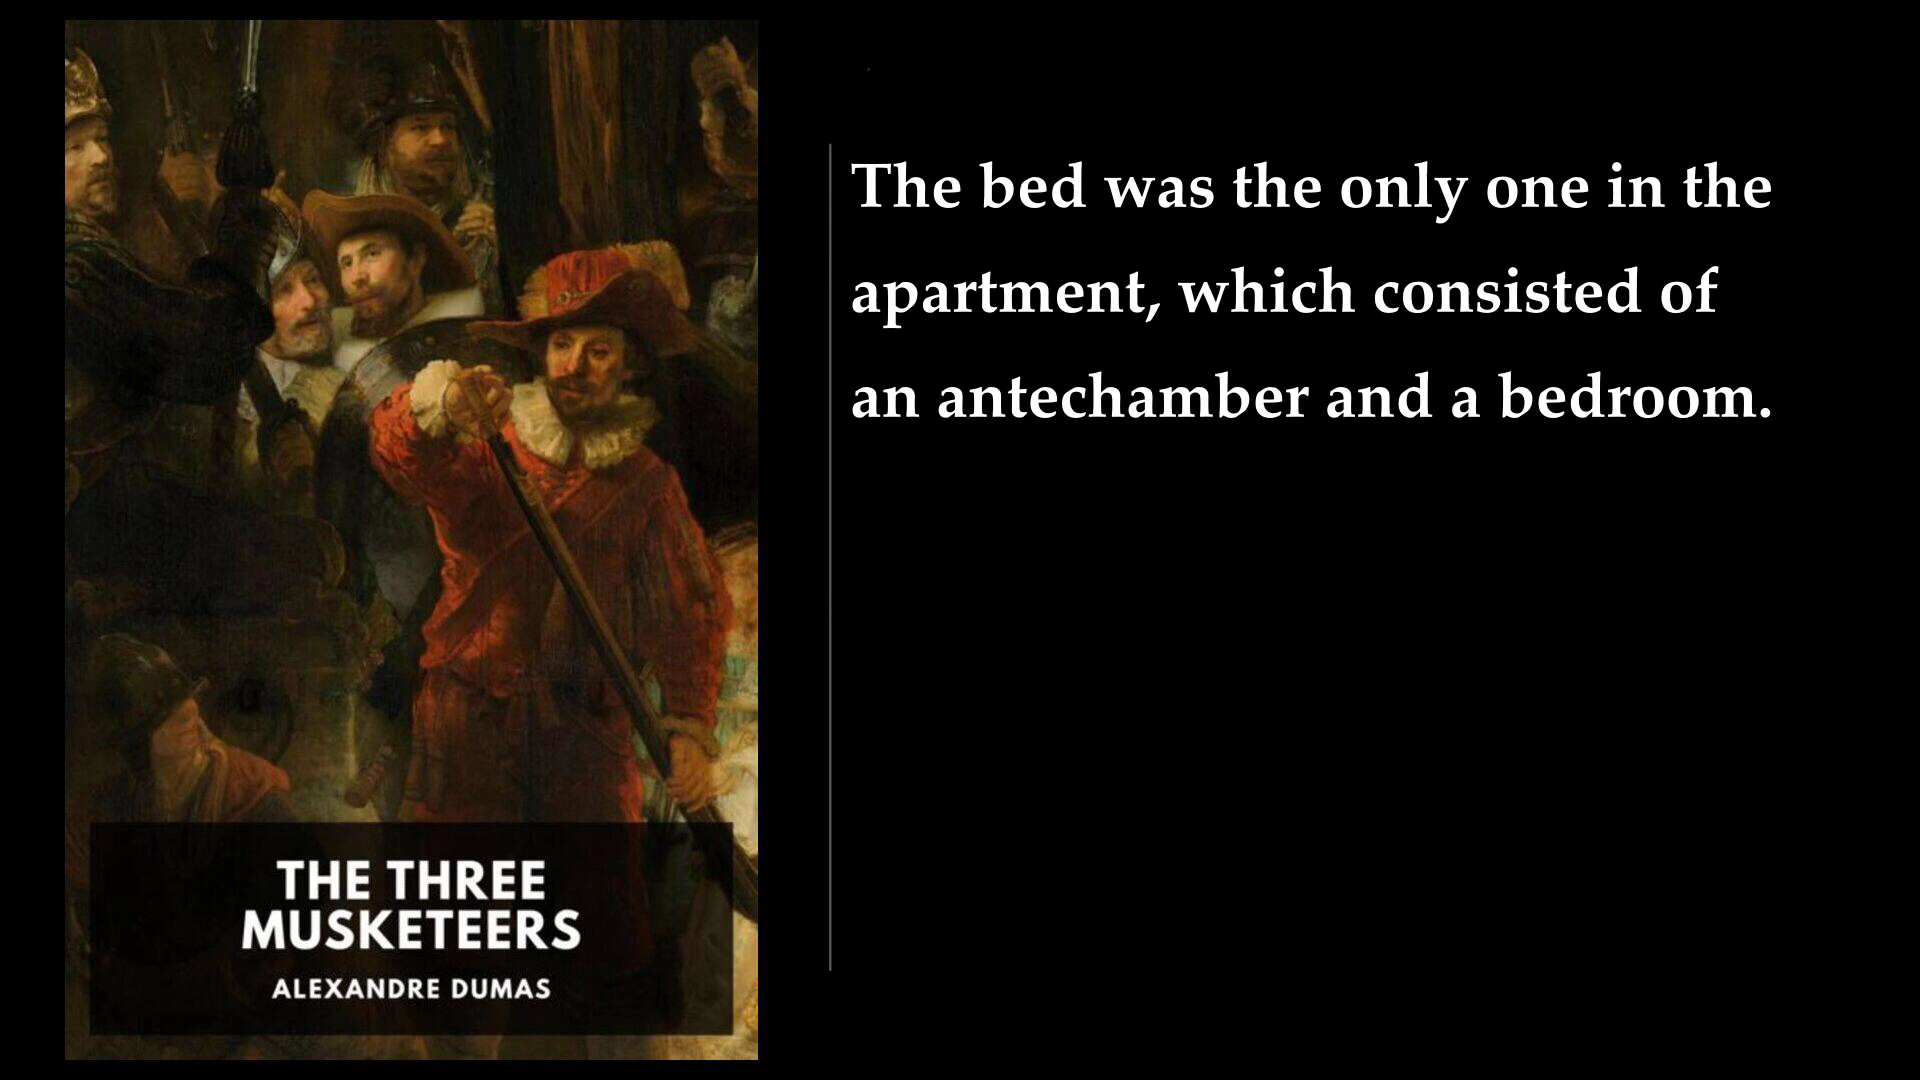 The bed was the only one in the
apartment, which consisted of
an antechamber and a bedroom.
THE THREE
MUSKETEERS
ALEXANDRE DUMAS